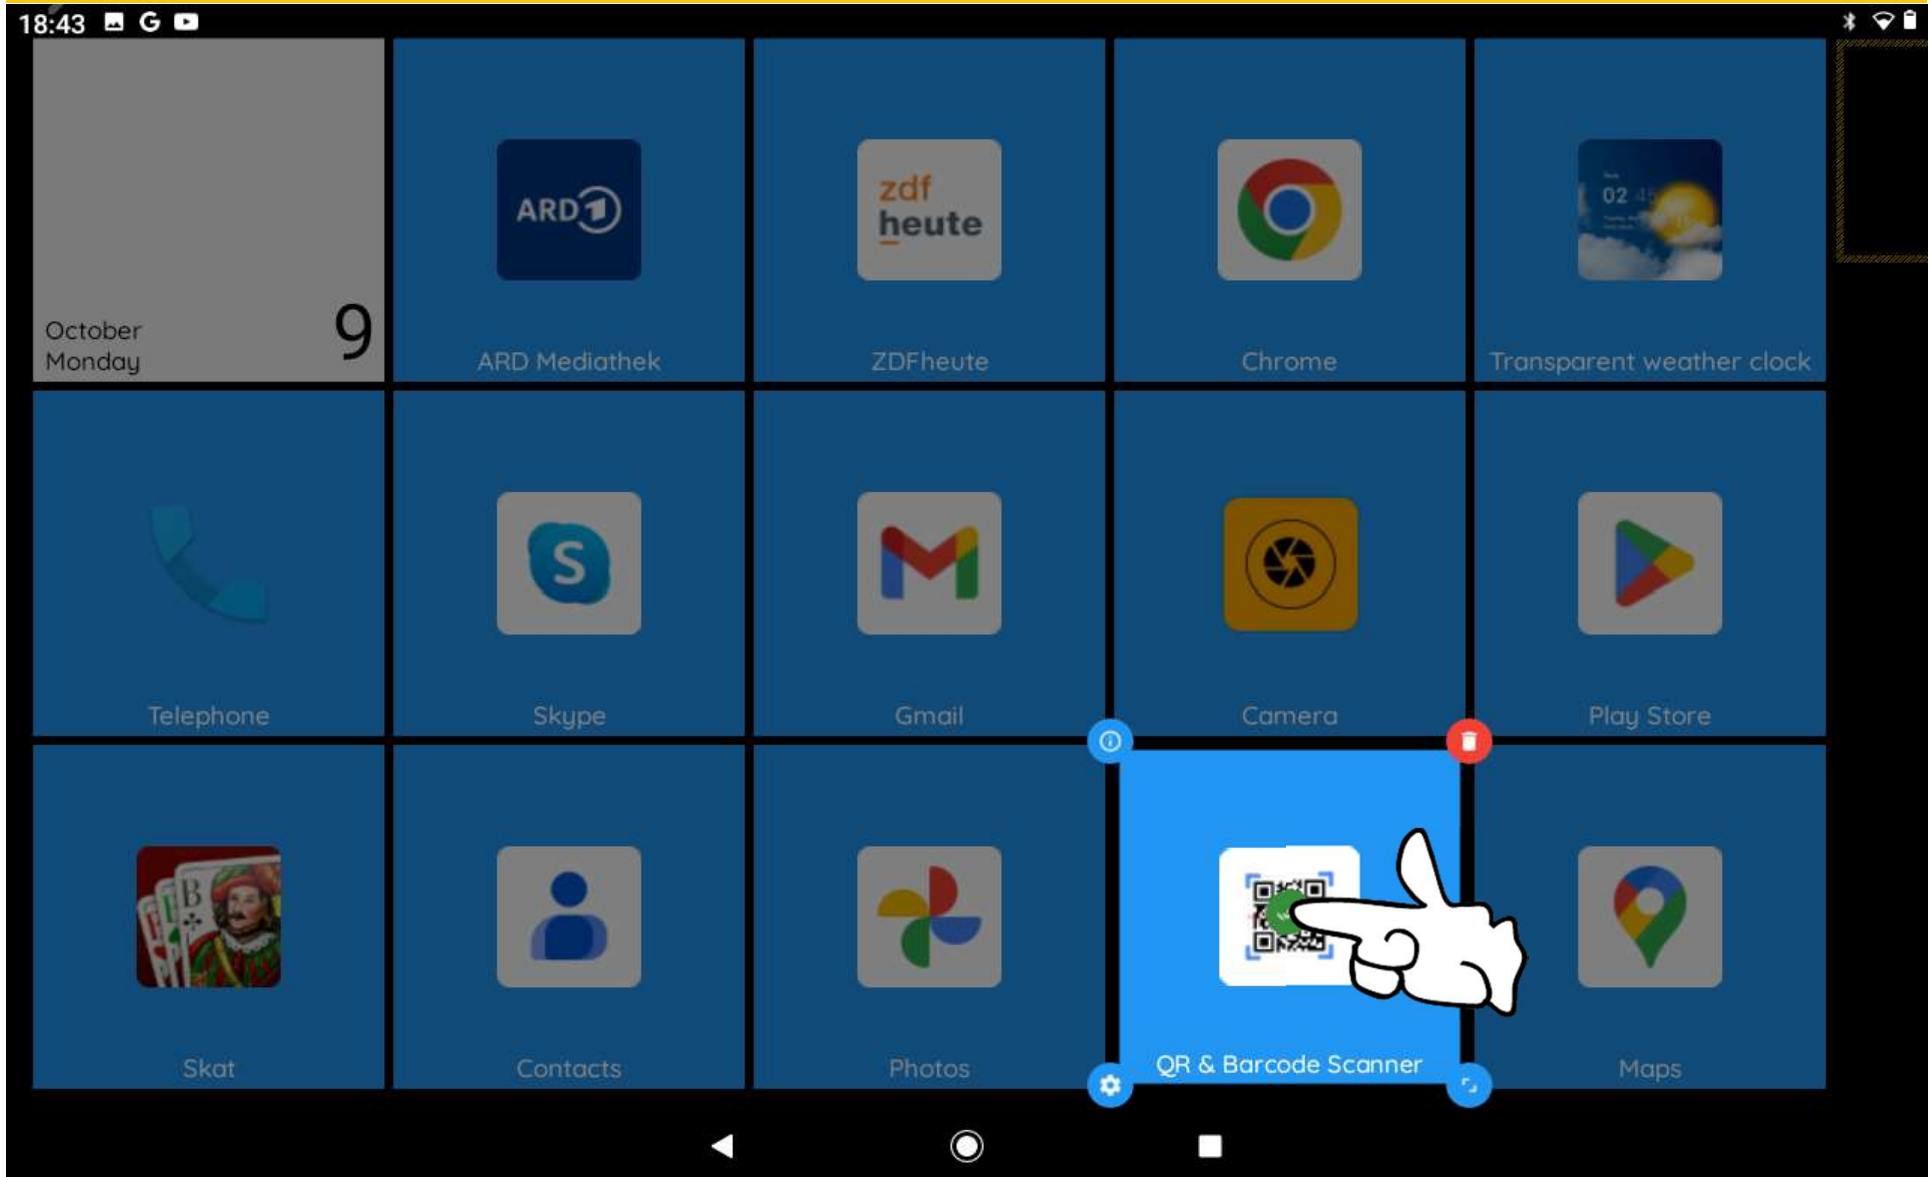 18:43
October
Monday
9
ARD
ARD Mediathek
zdf
heute
ZDFheute
Chrome
02 45
Transparent weather clock
Telephone
S
Skype
Gmail
Camera
Play Store
B
Skat
Contacts
Photos
QR & Barcode Scanner
Maps